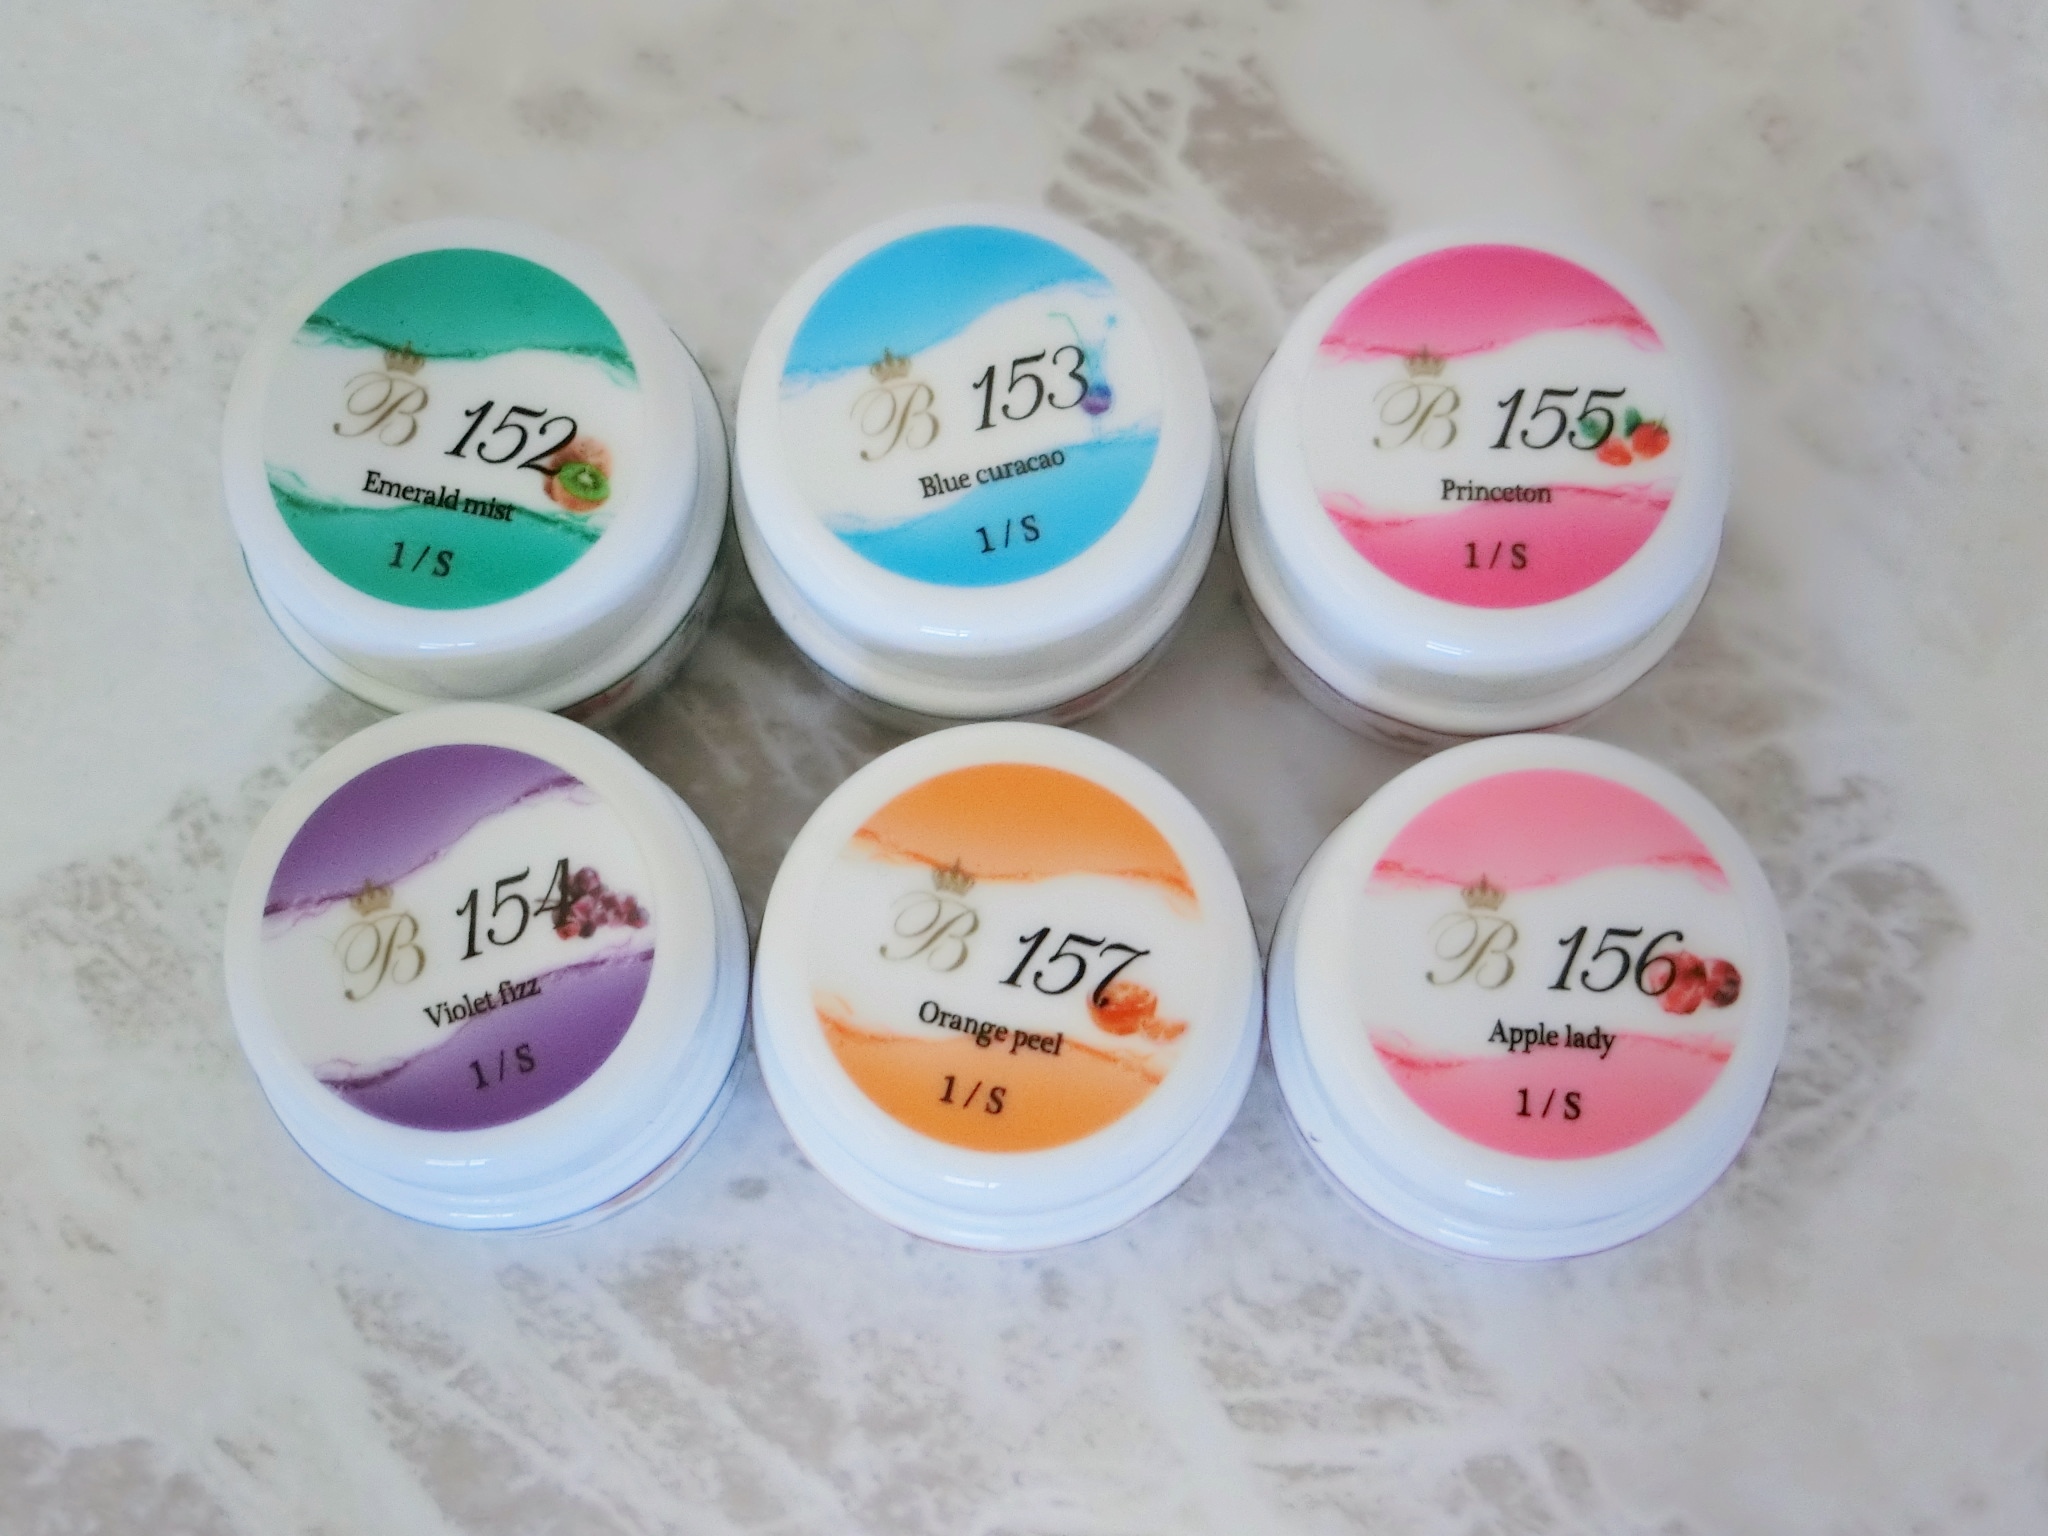 B 152
Emerald mist
1 / S
B 153
Blue curacao
1 / S
B 155
Princeton
1 / S
B 154
Violet fizz
1 / S
B 157
Orange peel
1 / S
B 156
Apple lady
1 / S